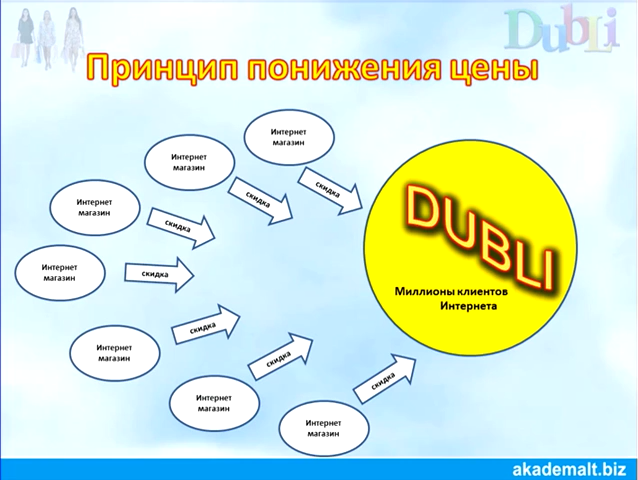 DubLi
Принцип понижения цены
Интернет
магазин
скидка
Интернет
магазин
скидка
Интернет
магазин
скидка
Интернет
магазин
скидка
DUBLI
Миллионы клиентов
Интернета
Интернет
магазин
скидка
Интернет
магазин
скидка
Интернет
магазин
скидка
akademalt.biz